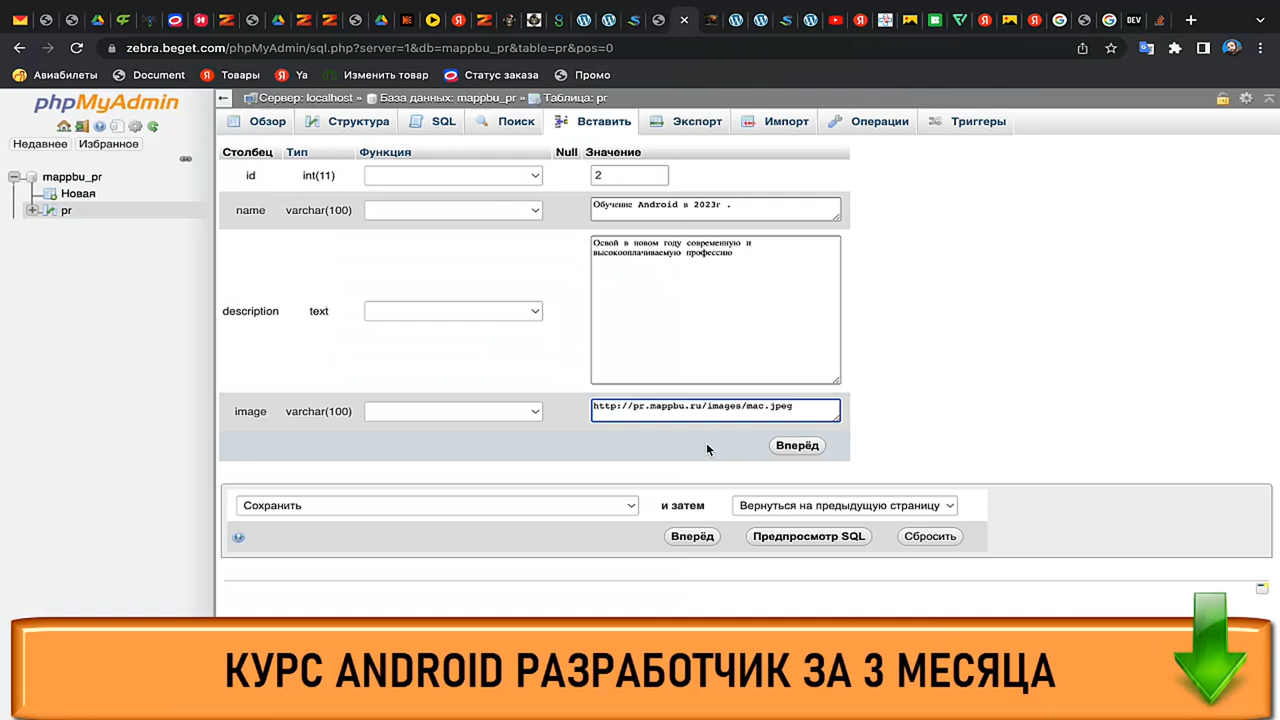 zebra.beget.com/phpMyAdmin/sql.php?server=1&db=mappbu_pr&table=pr&pos=0
Авиабилеты
Document
Товары
Ya
Изменить товар
Статус заказа
Промо
phpMyAdmin
Недавнее
Избранное
mappbu_pr
Новая
pr
Сервер: localhost » База данных: mappbu_pr » Таблица: pr
Обзор
Структура
SQL
Поиск
Вставить
Экспорт
Импорт
Операции
Триггеры
Столбец Тип Функция Null Значение
id int(11) 2
name varchar(100) Обучение Android в 2023г .
Освой в новом году современную и
высокооплачиваемую профессию
description text
image varchar(100) http://pr.mappbu.ru/images/mac.jpeg
Вперёд
Сохранить и затем Вернуться на предыдущую страницу
Вперёд Предпросмотр SQL Сбросить
КУРС ANDROID РАЗРАБОТЧИК ЗА 3 МЕСЯЦА